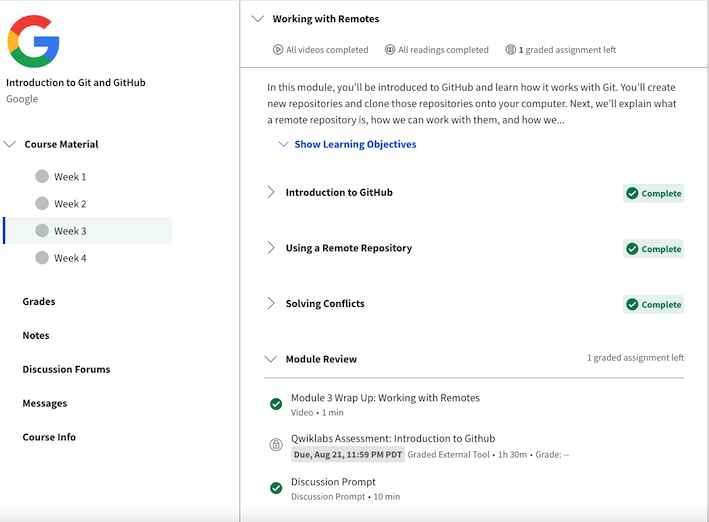 Introduction to Git and GitHub
Google
Course Material
Week 1
Week 2
Week 3
Week 4
Grades
Notes
Discussion Forums
Messages
Course Info
Working with Remotes
All videos completed
All readings completed
1 graded assignment left
In this module, you'll be introduced to GitHub and learn how it works with Git. You'll create
new repositories and clone those repositories onto your computer. Next, we'll explain what
a remote repository is, how we can work with them, and how we...
Show Learning Objectives
Introduction to GitHub
Complete
Using a Remote Repository
Complete
Solving Conflicts
Complete
Module Review
1 graded assignment left
Module 3 Wrap Up: Working with Remotes
Video • 1 min
Qwiklabs Assessment: Introduction to Github
Due, Aug 21, 11:59 PM PDT Graded External Tool • 1h 30m • Grade: --
Discussion Prompt
Discussion Prompt • 10 min